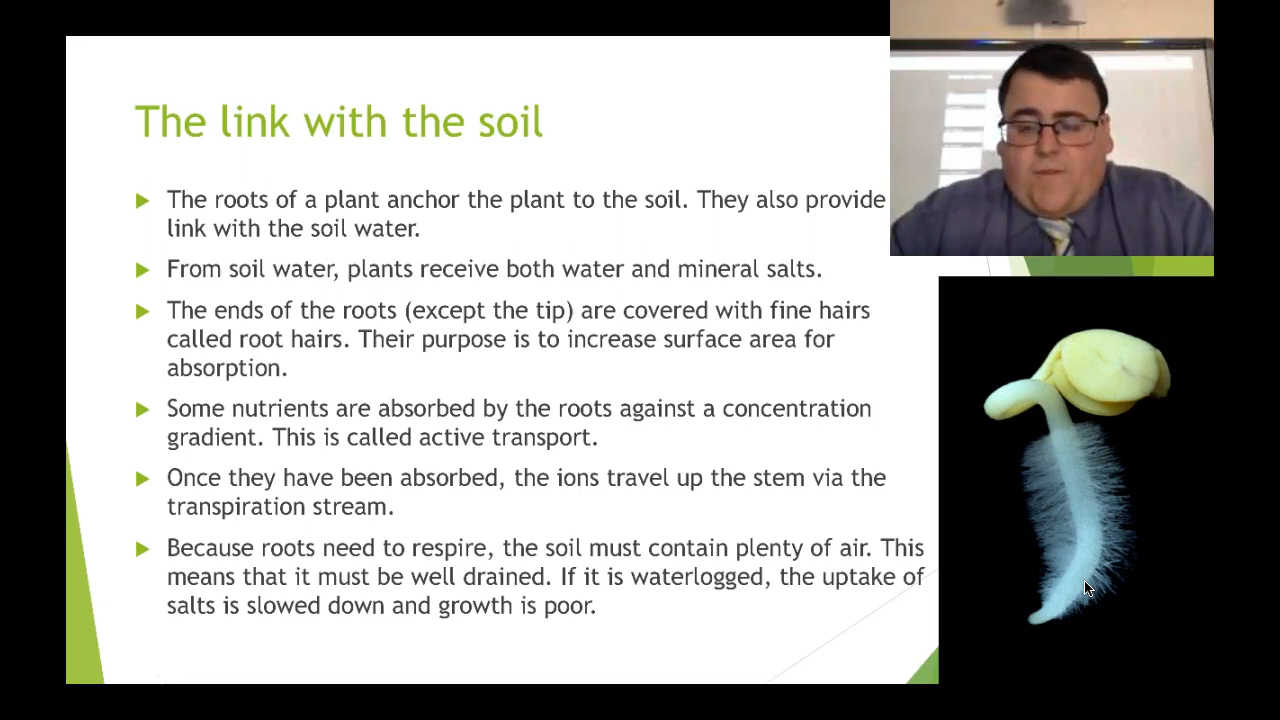 The link with the soil
The roots of a plant anchor the plant to the soil. They also provide
link with the soil water.
From soil water, plants receive both water and mineral salts.
The ends of the roots (except the tip) are covered with fine hairs
called root hairs. Their purpose is to increase surface area for
absorption.
Some nutrients are absorbed by the roots against a concentration
gradient. This is called active transport.
Once they have been absorbed, the ions travel up the stem via the
transpiration stream.
Because roots need to respire, the soil must contain plenty of air. This
means that it must be well drained. If it is waterlogged, the uptake of
salts is slowed down and growth is poor.